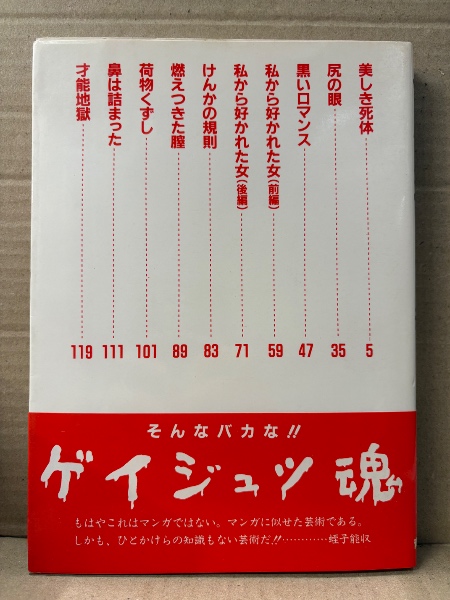 美しき死体‥‥‥‥5
尻の眼‥‥‥‥35
黒いロマンス‥‥‥‥47
私から好かれた女(前編)‥‥‥‥59
私から好かれた女(後編)‥‥‥‥71
けんかの規則‥‥‥‥83
燃えつきた膣‥‥‥‥89
荷物くずし‥‥‥‥101
鼻は詰まった‥‥‥‥111
才能地獄‥‥‥‥119
そんなバカな!!
ゲイジュツ魂
もはやこれはマンガではない。マンガに似せた芸術である。
しかも、ひとかけらの知識もない芸術だ!!…………蛭子能収